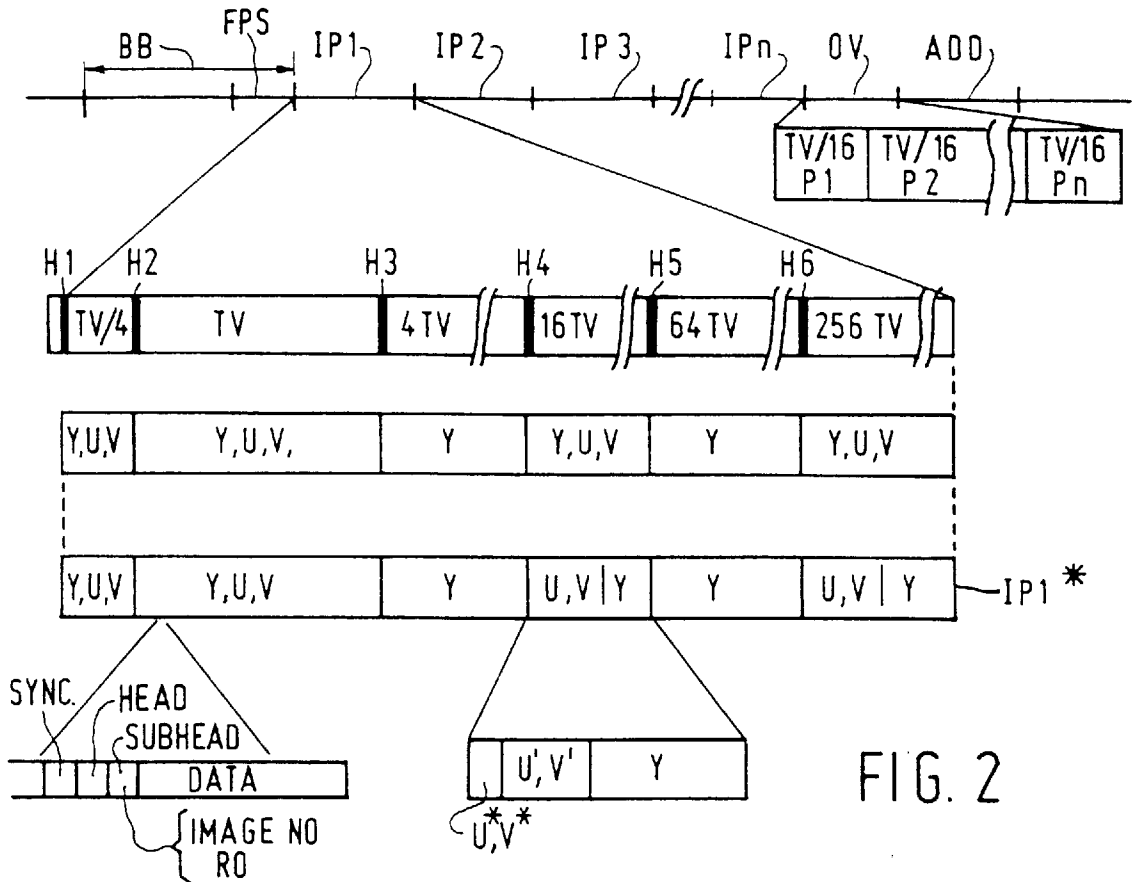 BB FPS IP1 IP2 IP3 IPn OV ADD
TV/16 P1 TV/16 P2 TV/16 Pn
H1 H2 H3 H4 H5 H6
TV/4 TV 4TV 16TV 64TV 256 TV
Y,U,V Y,U,V, Y Y,U,V Y Y,U,V
Y,U,V Y,U,V Y U,V | Y Y U,V | Y IP1 *
SYNC. HEAD
SUBHEAD
DATA
IMAGE NO
RO
U',V' Y
U*,V*
FIG. 2